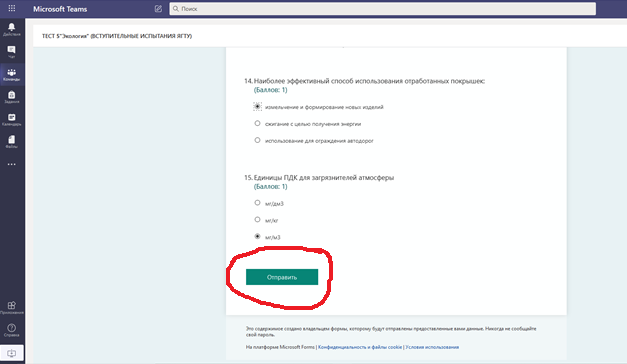 Microsoft Teams
Поиск
ТЕСТ 5"Экология" (ВСТУПИТЕЛЬНЫЕ ИСПЫТАНИЯ ЯГТУ)
Действия
Чат
Команды
Задания
Календарь
Файлы
14. Наиболее эффективный способ использования отработанных покрышек:
(Баллов: 1)
измельчение и формирование новых изделий
сжигание с целью получения энергии
использование для ограждения автодорог
15. Единицы ПДК для загрязнителей атмосферы
(Баллов: 1)
мг/дм3
мг/кг
мг/м3
Отправить
Приложения
Справка
Это содержимое создано владельцем формы, которому будут отправлены предоставленные вами данные. Никогда не сообщайте
свой пароль.
На платформе Microsoft Forms | Конфиденциальность и файлы cookie | Условия использования